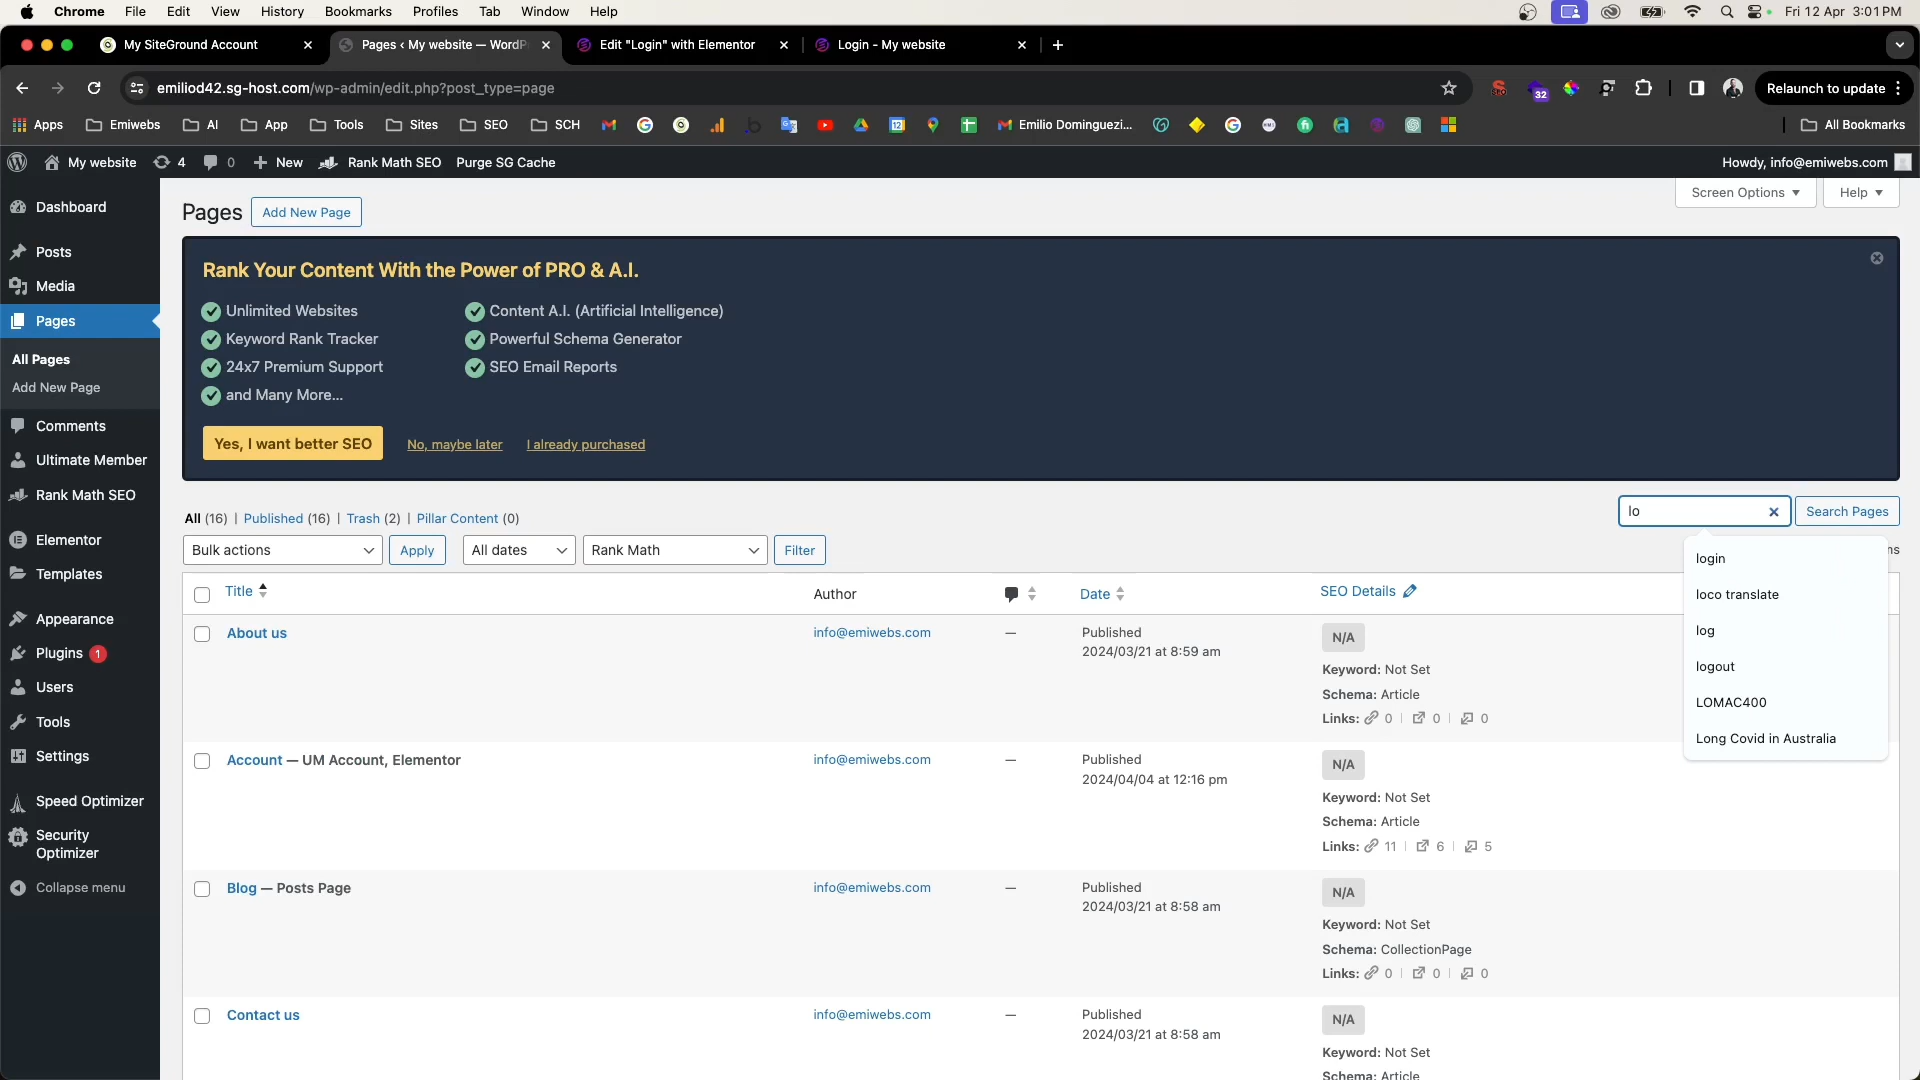 Chrome File Edit View History Bookmarks Profiles Tab Window Help Fri 12 Apr 3:01 PM
My SiteGround Account Pages ‹ My website — WordP Edit "Login" with Elementor Login - My website
emiliod42.sg-host.com/wp-admin/edit.php?post_type=page 32 Relaunch to update
Apps Emiwebs AI App Tools Sites SEO SCH Emilio Dominguezi... All Bookmarks
My website 4 0 New Rank Math SEO Purge SG Cache Howdy, info@emiwebs.com
Screen Options Help
Dashboard
Posts
Media
Pages
All Pages
Add New Page
Comments
Ultimate Member
Rank Math SEO
Elementor
Templates
Appearance
Plugins 1
Users
Tools
Settings
Speed Optimizer
Security
Optimizer
Collapse menu
Pages Add New Page
Rank Your Content With the Power of PRO & A.I.
Unlimited Websites Content A.I. (Artificial Intelligence)
Keyword Rank Tracker Powerful Schema Generator
24x7 Premium Support SEO Email Reports
and Many More...
Yes, I want better SEO No, maybe later I already purchased
All (16) | Published (16) | Trash (2) | Pillar Content (0)
lo Search Pages
Bulk actions Apply All dates Rank Math Filter
login
loco translate
log
logout
LOMAC400
Long Covid in Australia
Title Author Date SEO Details
About us info@emiwebs.com — Published
2024/03/21 at 8:59 am
N/A
Keyword: Not Set
Schema: Article
Links: 0 | 0 | 0
Account — UM Account, Elementor info@emiwebs.com — Published
2024/04/04 at 12:16 pm
N/A
Keyword: Not Set
Schema: Article
Links: 11 | 6 | 5
Blog — Posts Page info@emiwebs.com — Published
2024/03/21 at 8:58 am
N/A
Keyword: Not Set
Schema: CollectionPage
Links: 0 | 0 | 0
Contact us info@emiwebs.com — Published
2024/03/21 at 8:58 am
N/A
Keyword: Not Set
Schema: Article